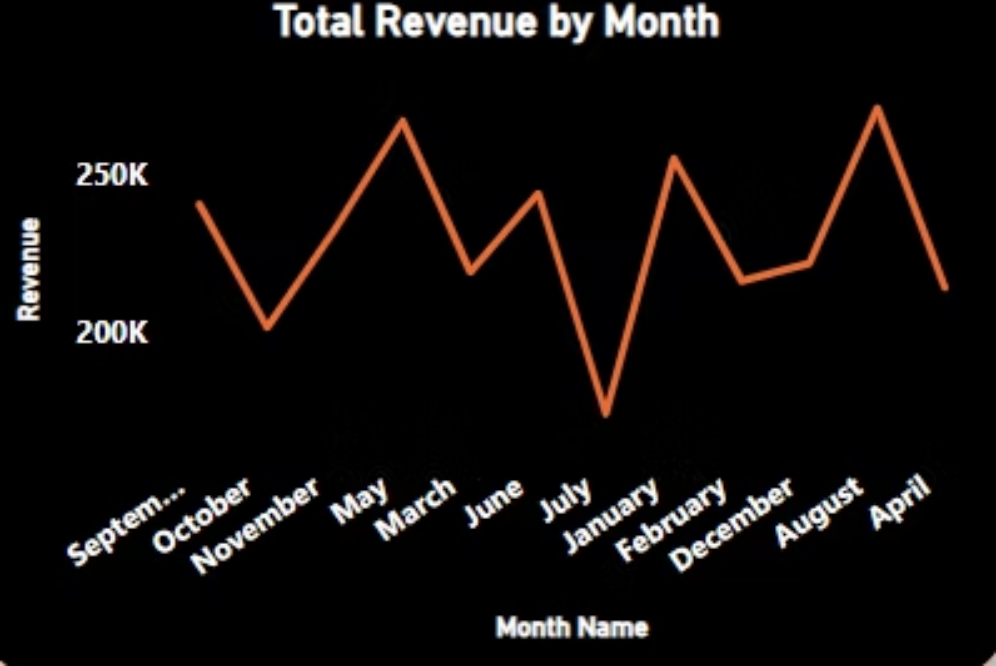 Total Revenue by Month
250K
Revenue
200K
Septem...
October
November
May
March
June
July
January
February
December
August
April
Month Name